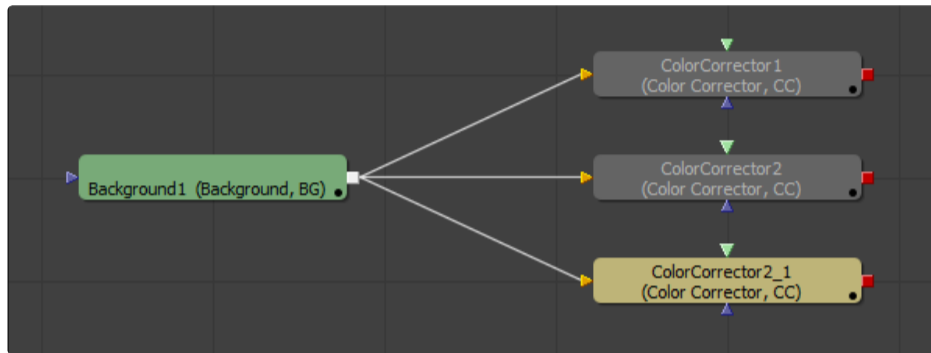 ColorCorrector1
(Color Corrector, CC)
Background1 (Background, BG)
ColorCorrector2
(Color Corrector, CC)
ColorCorrector2_1
(Color Corrector, CC)